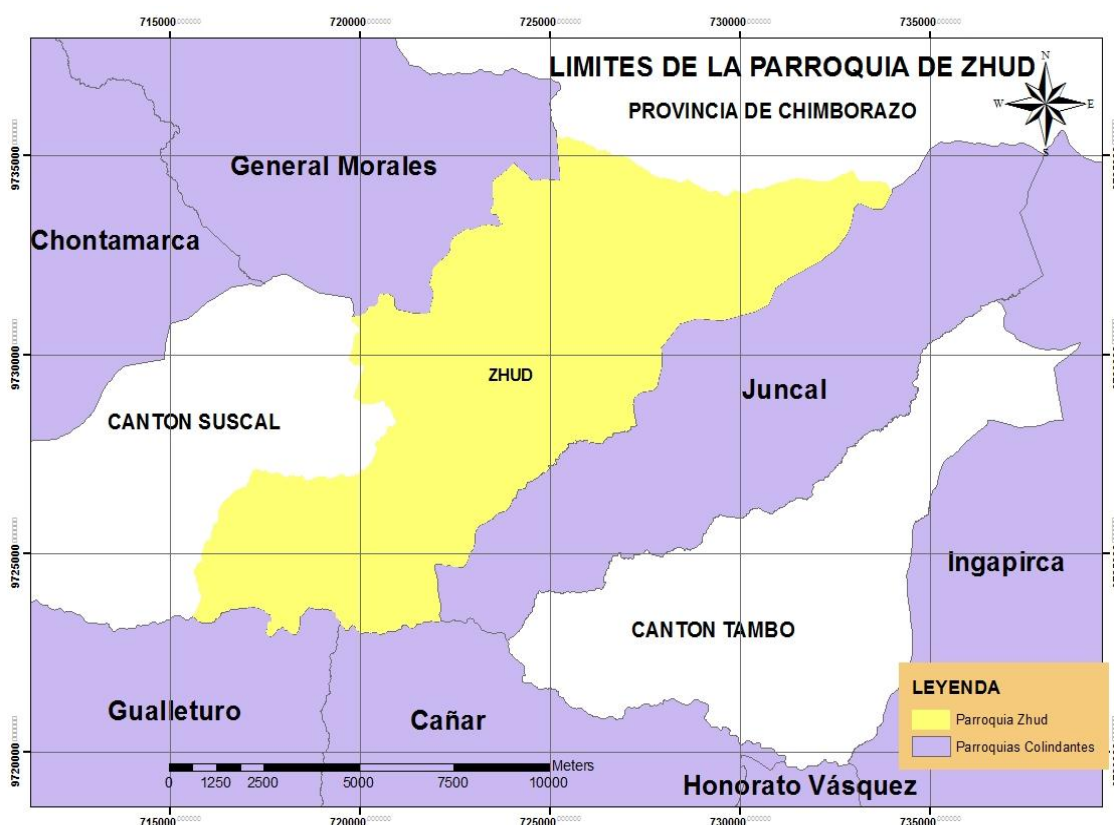 715000 720000 725000 730000 735000
LIMITES DE LA PARROQUIA DE ZHUD
N
PROVINCIA DE CHIMBORAZO
W E
S
9735000
General Morales
Chontamarca
9730000
ZHUD
Juncal
CANTON SUSCAL
9725000
Ingapirca
CANTON TAMBO
LEYENDA
Parroquia Zhud
Parroquias Colindantes
Gualleturo
Cañar
9720000
Meters
0 1250 2500 5000 7500 10000
Honorato Vásquez
715000 720000 725000 730000 735000